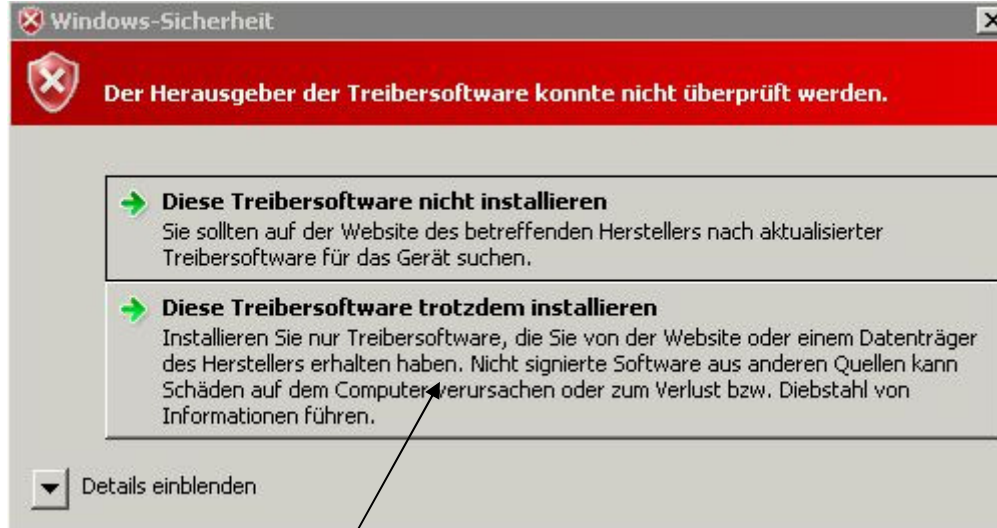 Windows-Sicherheit
Der Herausgeber der Treibersoftware konnte nicht überprüft werden.
Diese Treibersoftware nicht installieren
Sie sollten auf der Website des betreffenden Herstellers nach aktualisierter
Treibersoftware für das Gerät suchen.
Diese Treibersoftware trotzdem installieren
Installieren Sie nur Treibersoftware, die Sie von der Website oder einem Datenträger
des Herstellers erhalten haben. Nicht signierte Software aus anderen Quellen kann
Schäden auf dem Computer verursachen oder zum Verlust bzw. Diebstahl von
Informationen führen.
Details einblenden